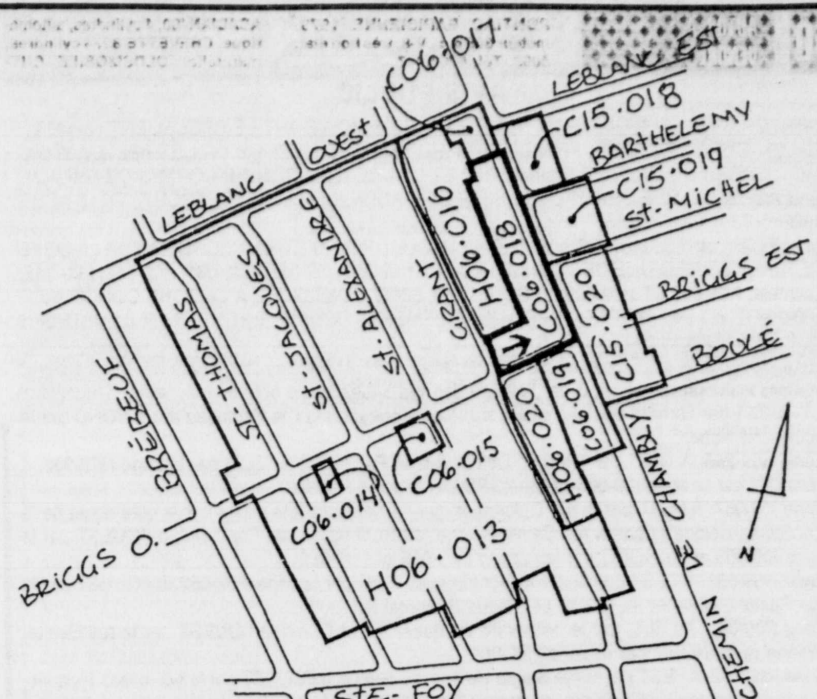 C06.017
LEBLANC EST
C15.018
BARTHELEMY
C15.019
ST. MICHEL
LEBLANC OUEST
H06.016
H06.018
C06.018
GRANT
ST. ALEXANDRE
ST. JACQUES
ST. THOMAS
BRÉBEUF
C15.020
BRIGGS EST
BOULÉ
C06.019
H06.020
C06.015
C06.014
H06.013
BRIGGS O.
CHEMIN DE CHAMBLY
N
STE-FOY